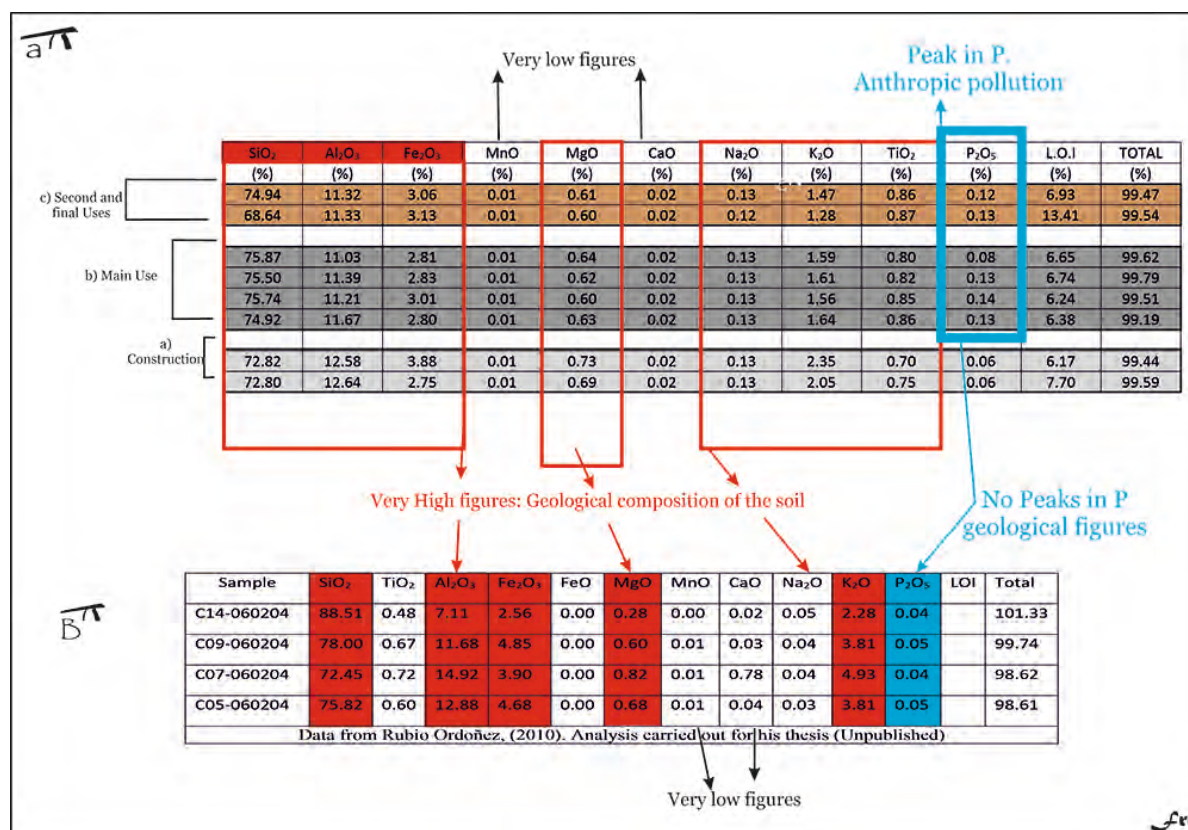 a
Very low figures
Peak in P.
Anthropic pollution
SiO₂ Al₂O₃ Fe₂O₃ MnO MgO CaO Na₂O K₂O TiO₂ P₂O₅ L.O.I TOTAL
(%) (%) (%) (%) (%) (%) (%) (%) (%) (%) (%) (%)
c) Second and
final Uses
74.94 11.32 3.06 0.01 0.61 0.02 0.13 1.47 0.86 0.12 6.93 99.47
68.64 11.33 3.13 0.01 0.60 0.02 0.12 1.28 0.87 0.13 13.41 99.54
b) Main Use
75.87 11.03 2.81 0.01 0.64 0.02 0.13 1.59 0.80 0.08 6.65 99.62
75.50 11.39 2.83 0.01 0.62 0.02 0.13 1.61 0.82 0.13 6.74 99.79
75.74 11.21 3.01 0.01 0.60 0.02 0.13 1.56 0.85 0.14 6.24 99.51
74.92 11.67 2.80 0.01 0.63 0.02 0.13 1.64 0.86 0.13 6.38 99.19
a)
Construction
72.82 12.58 3.88 0.01 0.73 0.02 0.13 2.35 0.70 0.06 6.17 99.44
72.80 12.64 2.75 0.01 0.69 0.02 0.13 2.05 0.75 0.06 7.70 99.59
Very High figures: Geological composition of the soil
No Peaks in P
geological figures
B
Sample SiO₂ TiO₂ Al₂O₃ Fe₂O₃ FeO MgO MnO CaO Na₂O K₂O P₂O₅ LOI Total
C14-060204 88.51 0.48 7.11 2.56 0.00 0.28 0.00 0.02 0.05 2.28 0.04 101.33
C09-060204 78.00 0.67 11.68 4.85 0.00 0.60 0.01 0.03 0.04 3.81 0.05 99.74
C07-060204 72.45 0.72 14.92 3.90 0.00 0.82 0.01 0.78 0.04 4.93 0.04 98.62
C05-060204 75.82 0.60 12.88 4.68 0.00 0.68 0.01 0.04 0.03 3.81 0.05 98.61
Data from Rubio Ordoñez, (2010). Analysis carried out for his thesis (Unpublished)
Very low figures